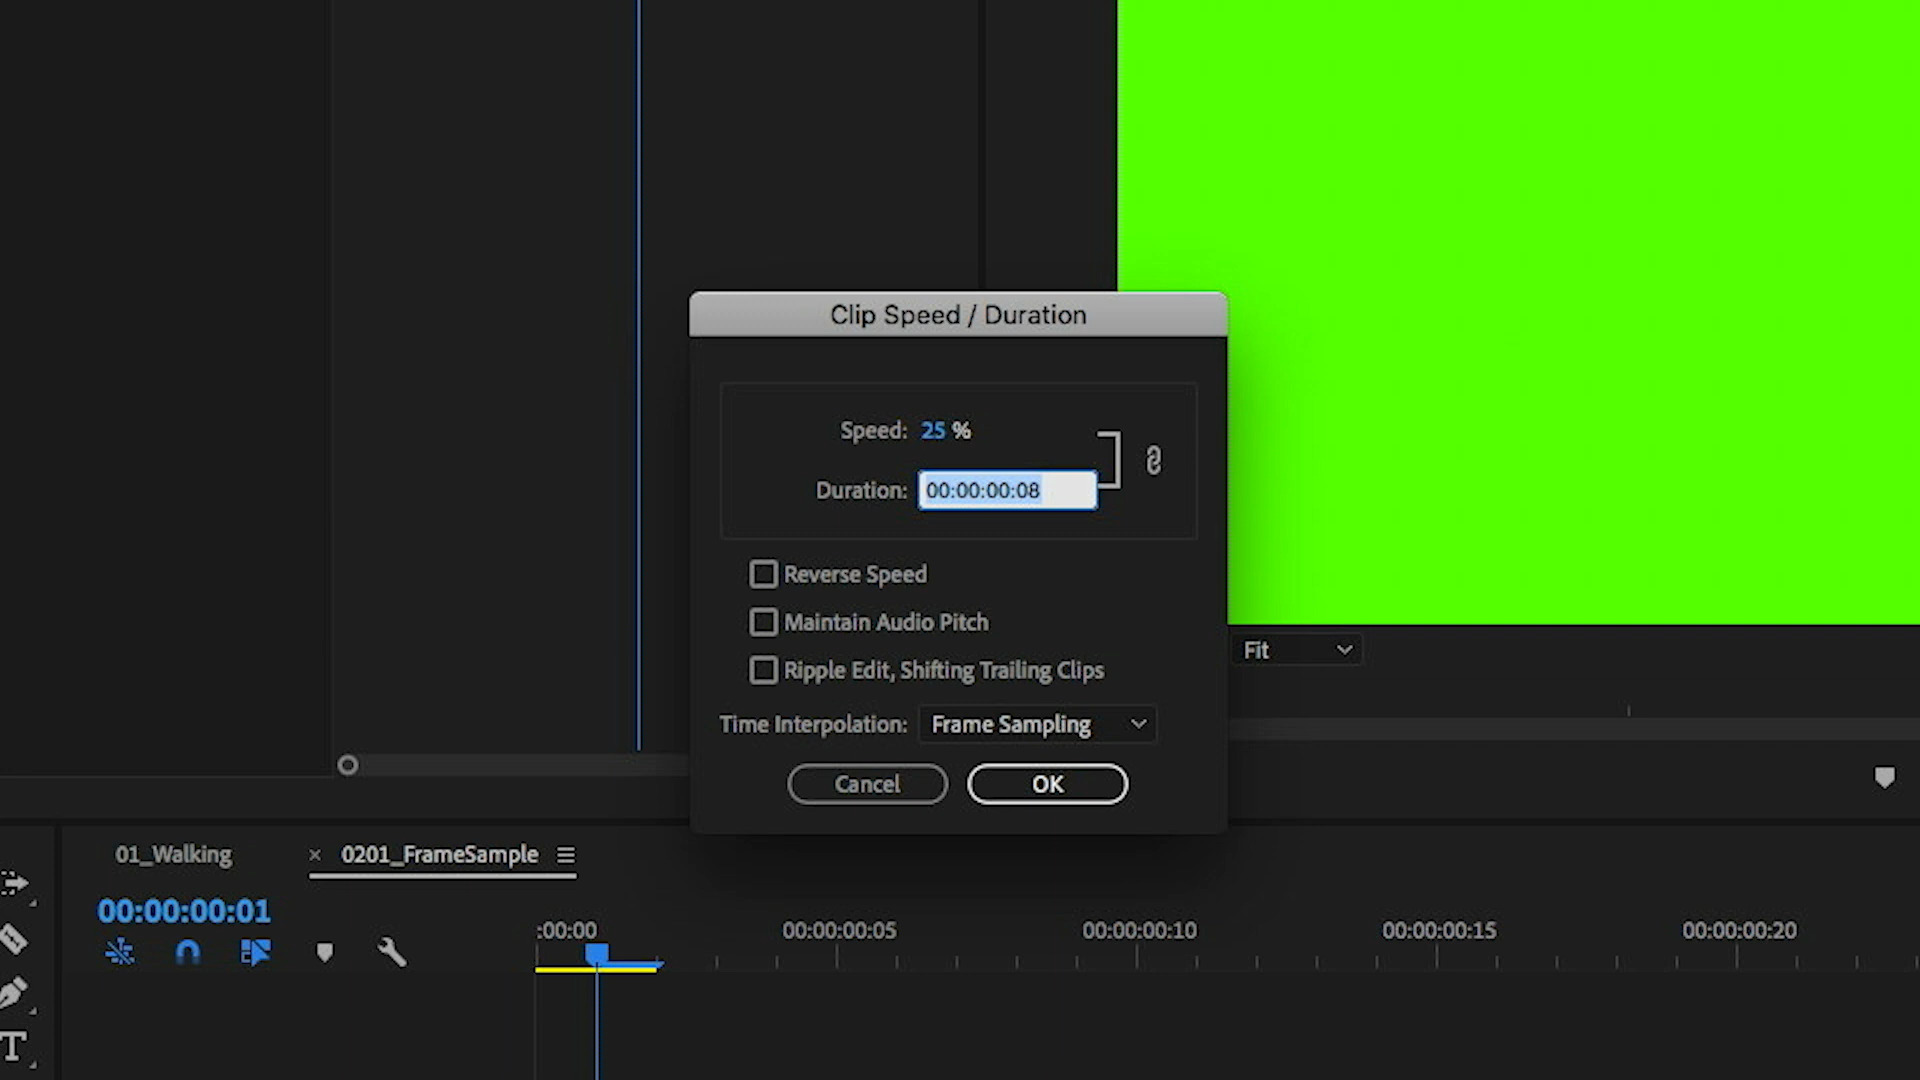 Clip Speed / Duration
Speed: 25 %
Duration: 00:00:00:08
Reverse Speed
Maintain Audio Pitch
Ripple Edit, Shifting Trailing Clips
Time Interpolation: Frame Sampling
Cancel OK
Fit
01_Walking × 0201_FrameSample
00:00:00:01
:00:00 00:00:00:05 00:00:00:10 00:00:00:15 00:00:00:20